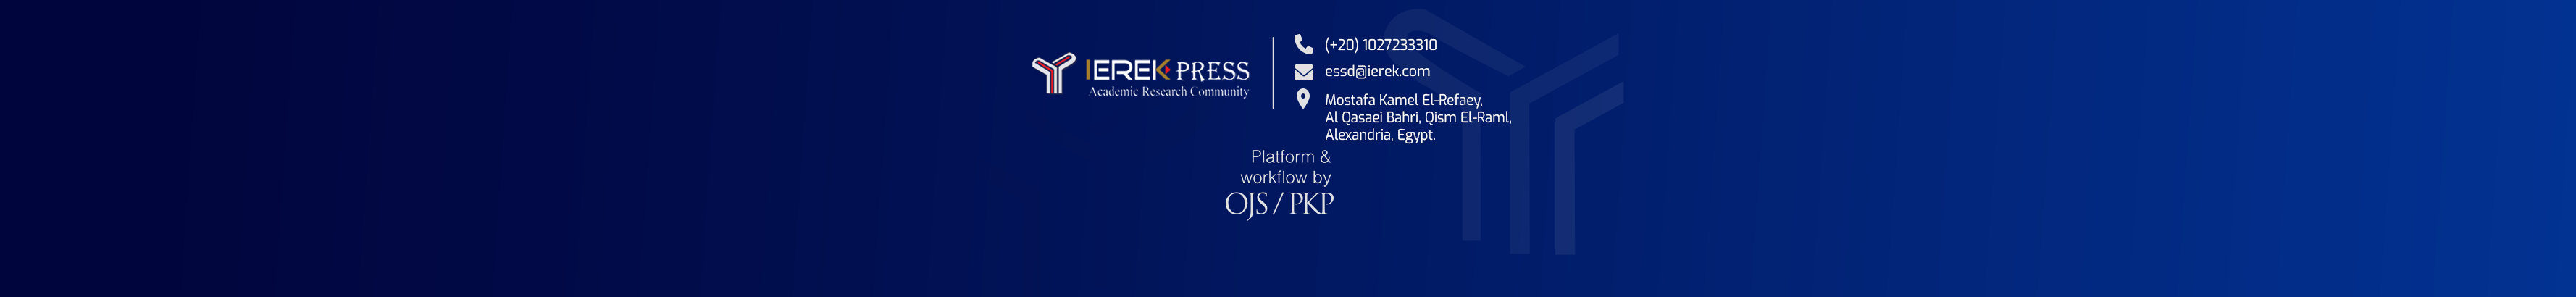 IEREK PRESS
Academic Research Community
(+20) 1027233310
essd@ierek.com
Mostafa Kamel El-Refaey,
Al Qasaei Bahri, Qism El-Raml,
Alexandria, Egypt.
Platform &
workflow by
OJS / PKP